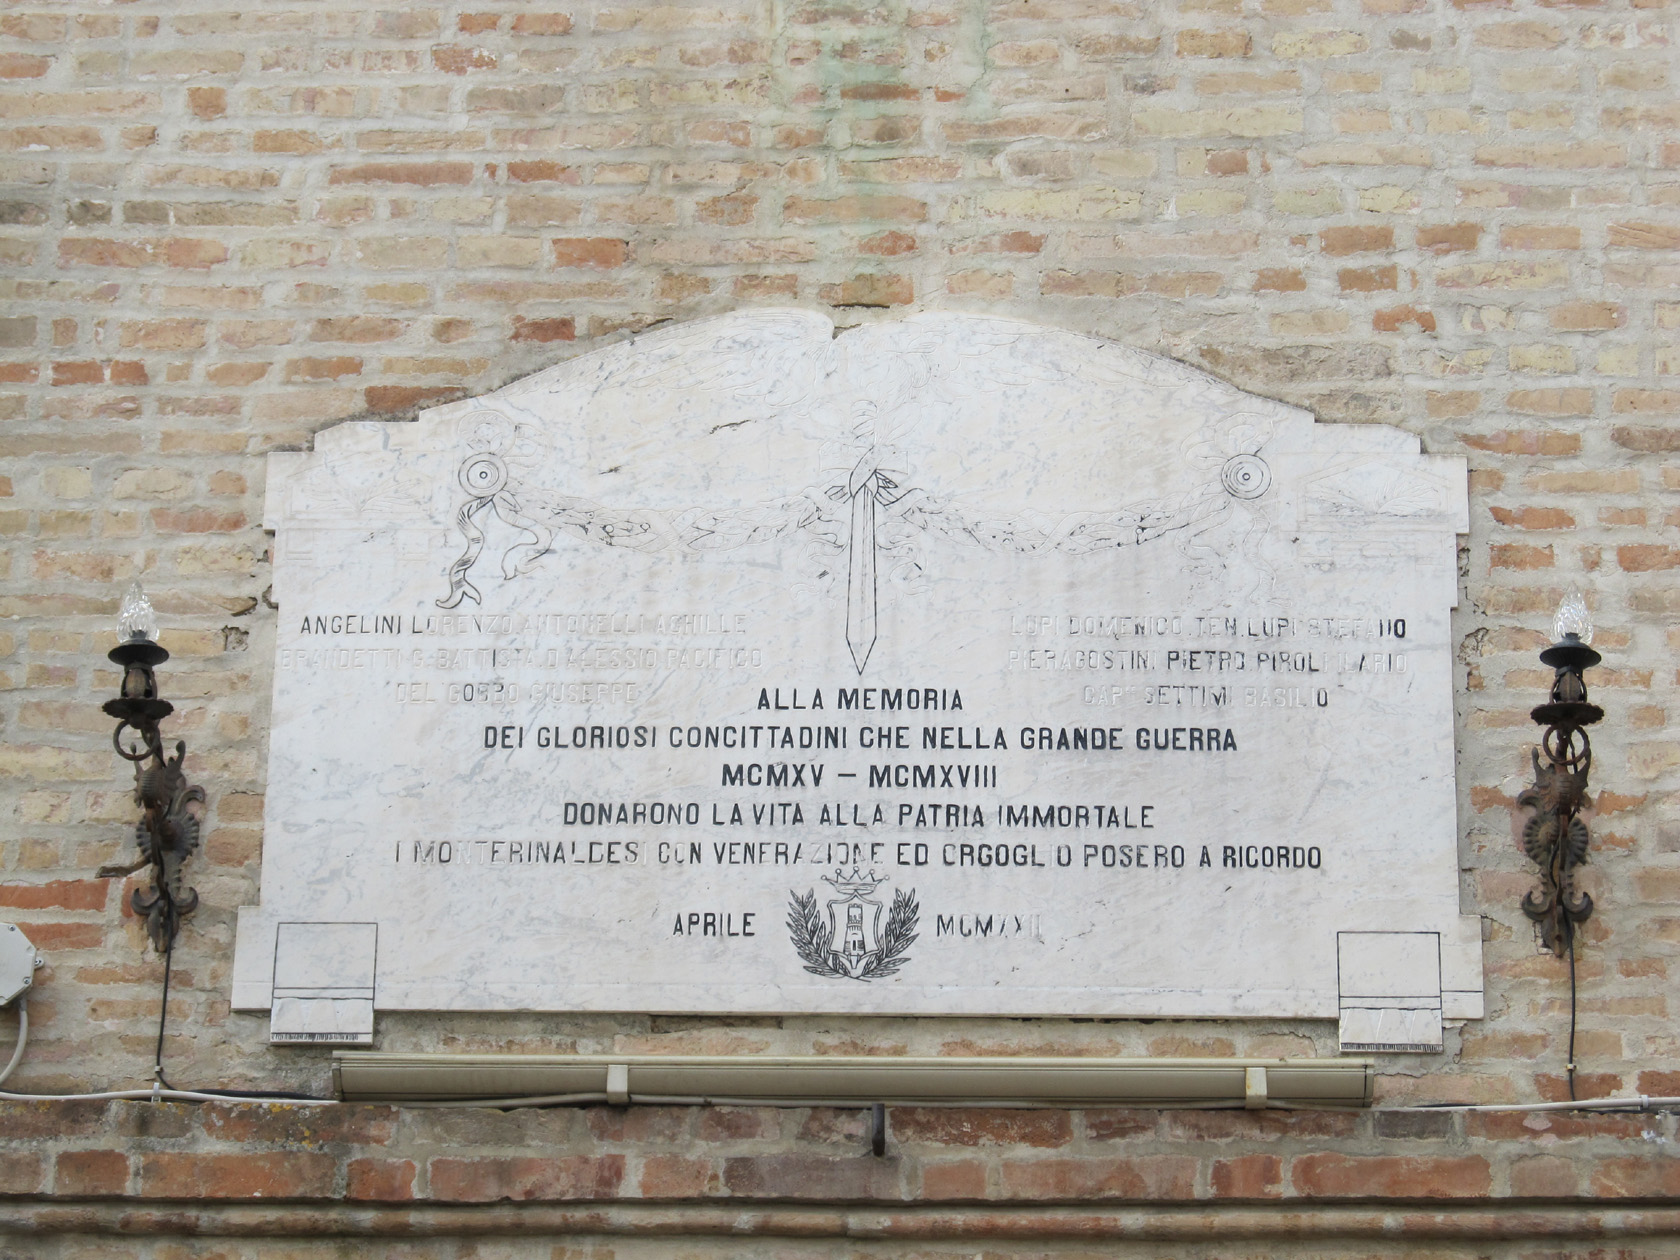 ANGELINI LORENZO. ANTONELLI ACHILLE
BRANDETTI G. BATTISTA. D'ALESSIO PACIFICO
DEL GOBBO GIUSEPPE
LUPI DOMENICO. TEN. LUPI STEFANO
PIERAGOSTINI PIETRO. PIROLI ILARIO
CAP. SETTIMI BASILIO
ALLA MEMORIA
DEI GLORIOSI CONCITTADINI CHE NELLA GRANDE GUERRA
MCMXV – MCMXVIII
DONARONO LA VITA ALLA PATRIA IMMORTALE
I MONTERINALDESI CON VENERAZIONE ED ORGOGLIO POSERO A RICORDO
APRILE MCMXXII